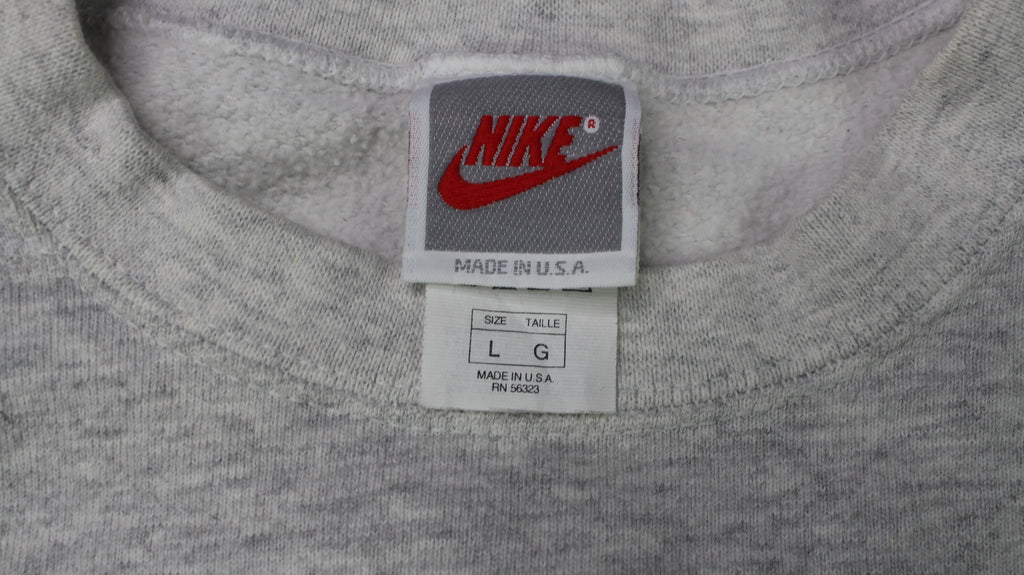 NIKE ®
MADE IN U.S.A.
SIZE TAILLE
L G
MADE IN U.S.A.
RN 56323